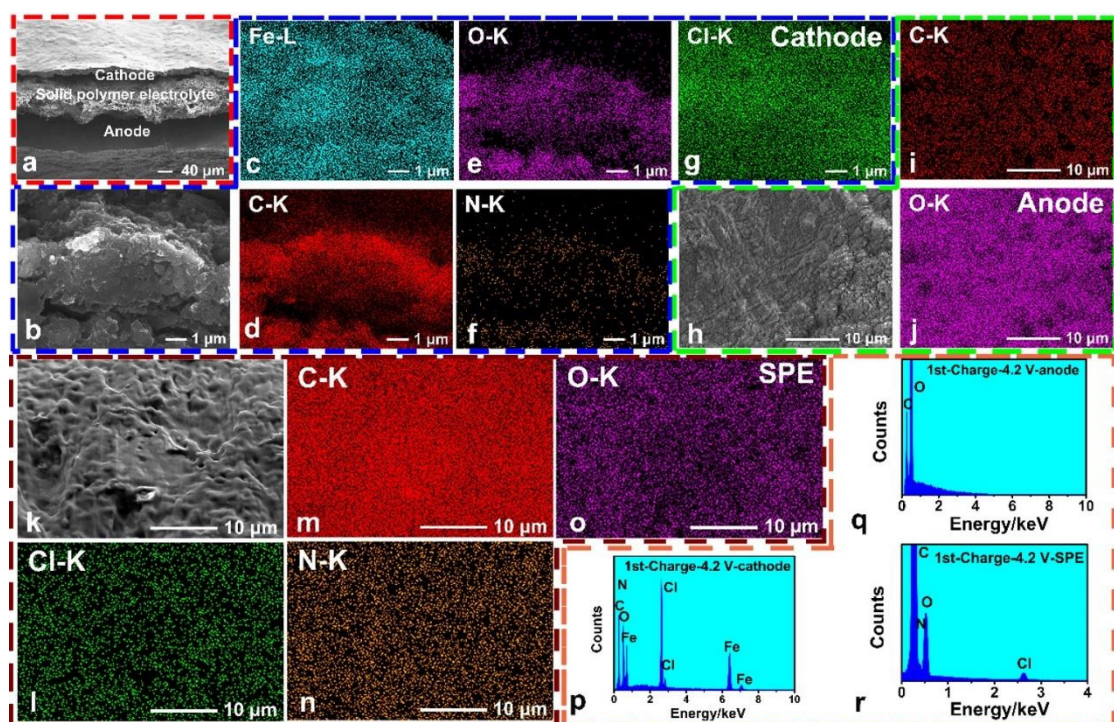 Cathode
Solid polymer electrolyte
Anode
a
40 µm
Fe-L
c
1 µm
O-K
e
1 µm
Cl-K
Cathode
g
1 µm
C-K
i
10 µm
b
1 µm
C-K
d
1 µm
N-K
f
1 µm
h
10 µm
O-K
Anode
j
10 µm
k
10 µm
C-K
m
10 µm
O-K
SPE
o
10 µm
1st-Charge-4.2 V-anode
C
O
Counts
0 2 4 6 8 10
Energy/keV
q
Cl-K
l
10 µm
N-K
n
10 µm
1st-Charge-4.2 V-cathode
N
C
O
Fe
Cl
Cl
Fe
Fe
Counts
0 2 4 6 8 10
Energy/keV
p
1st-Charge-4.2 V-SPE
C
N
O
Cl
Counts
0 1 2 3 4
Energy/keV
r